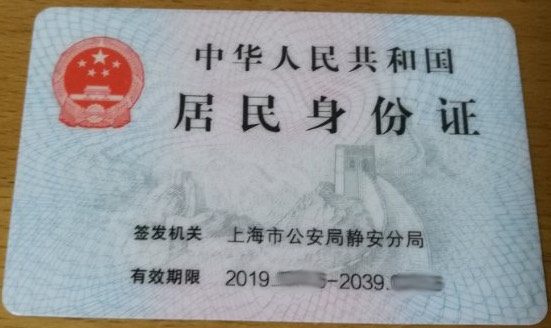 中华人民共和国
居民身份证
签发机关 上海市公安局静安分局
有效期限 2019.-2039.